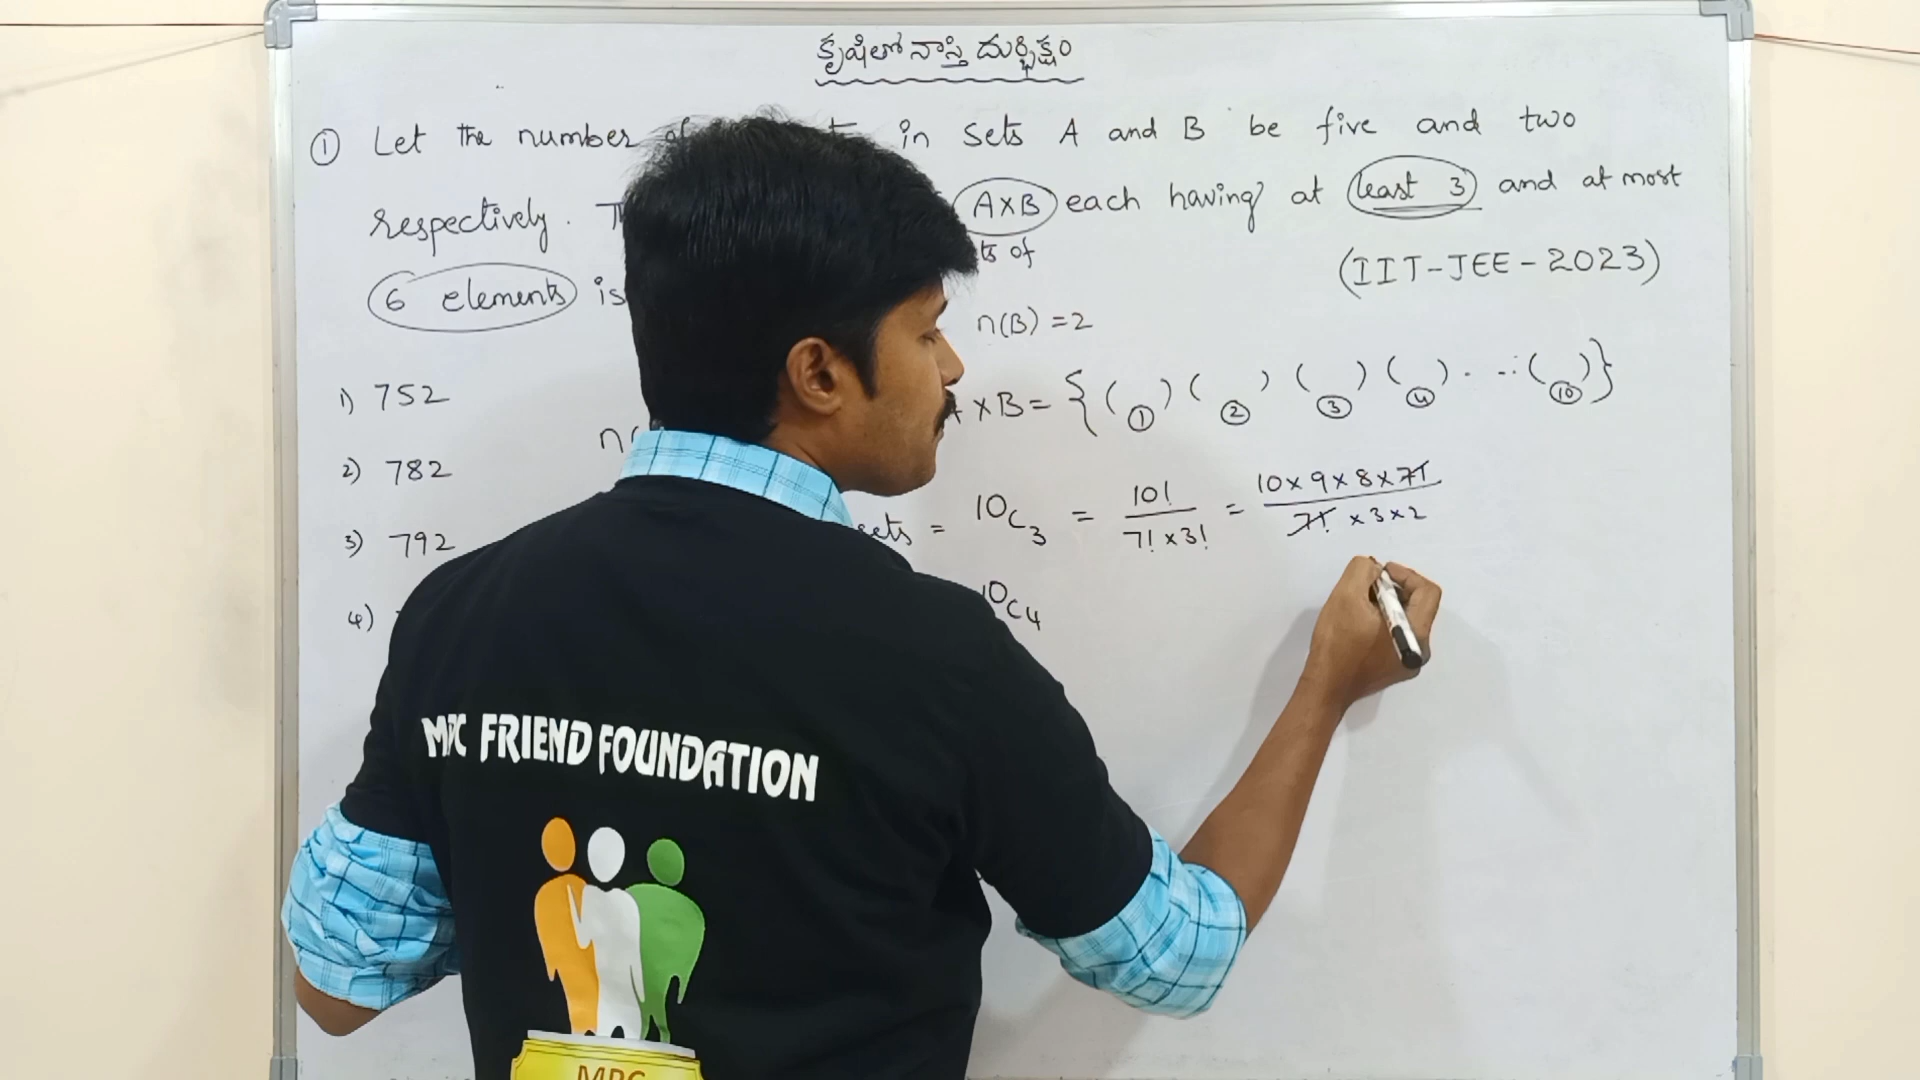 కృషితో నాస్తి దుర్భిక్షం
① Let the number in sets A and B be five and two
respectively. A×B each having at least 3 and at most
6 elements is ts of (IIT-JEE-2023)
n(B) = 2
1) 752
×B = { ( ① ) ( ② ) ( ③ ) ( ④ ) ... ( ⑩ ) }
n(
2) 782
sets = 10C3 = 10! / 7! × 3! = 10 × 9 × 8 × 7! / 7! × 3 × 2
3) 792
10C4
4)
MPC FRIEND FOUNDATION
MPC